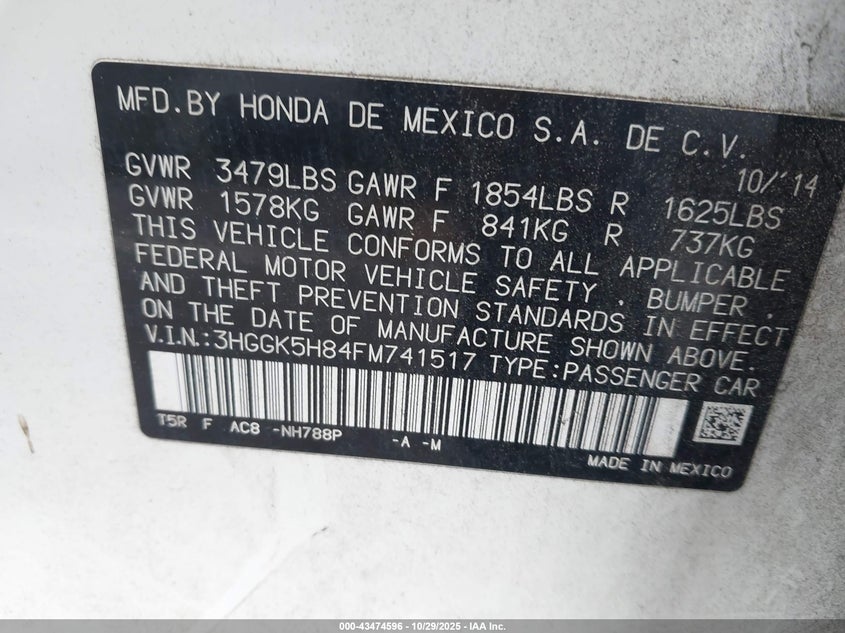 MFD.BY HONDA DE MEXICO S.A. DE C.V.
10/'14
GVWR 3479LBS GAWR F 1854LBS R 1625LBS
GVWR 1578KG GAWR F 841KG R 737KG
THIS VEHICLE CONFORMS TO ALL APPLICABLE
FEDERAL MOTOR VEHICLE SAFETY , BUMPER ,
AND THEFT PREVENTION STANDARDS IN EFFECT
ON THE DATE OF MANUFACTURE SHOWN ABOVE.
V.I.N.:3HGGK5H84FM741517 TYPE:PASSENGER CAR
T5R F AC8 -NH788P -A -M
MADE IN MEXICO
000-43474596 - 10/29/2025 - IAA Inc.